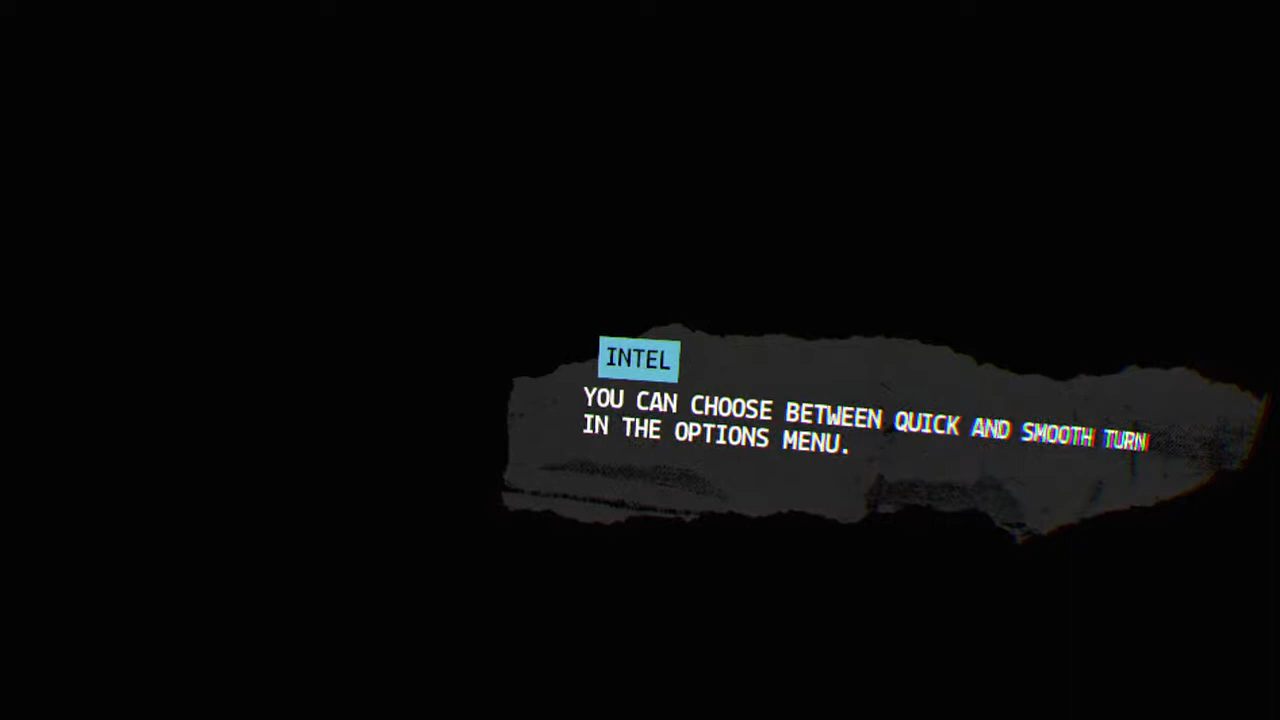 INTEL
YOU CAN CHOOSE BETWEEN QUICK AND SMOOTH TURN
IN THE OPTIONS MENU.